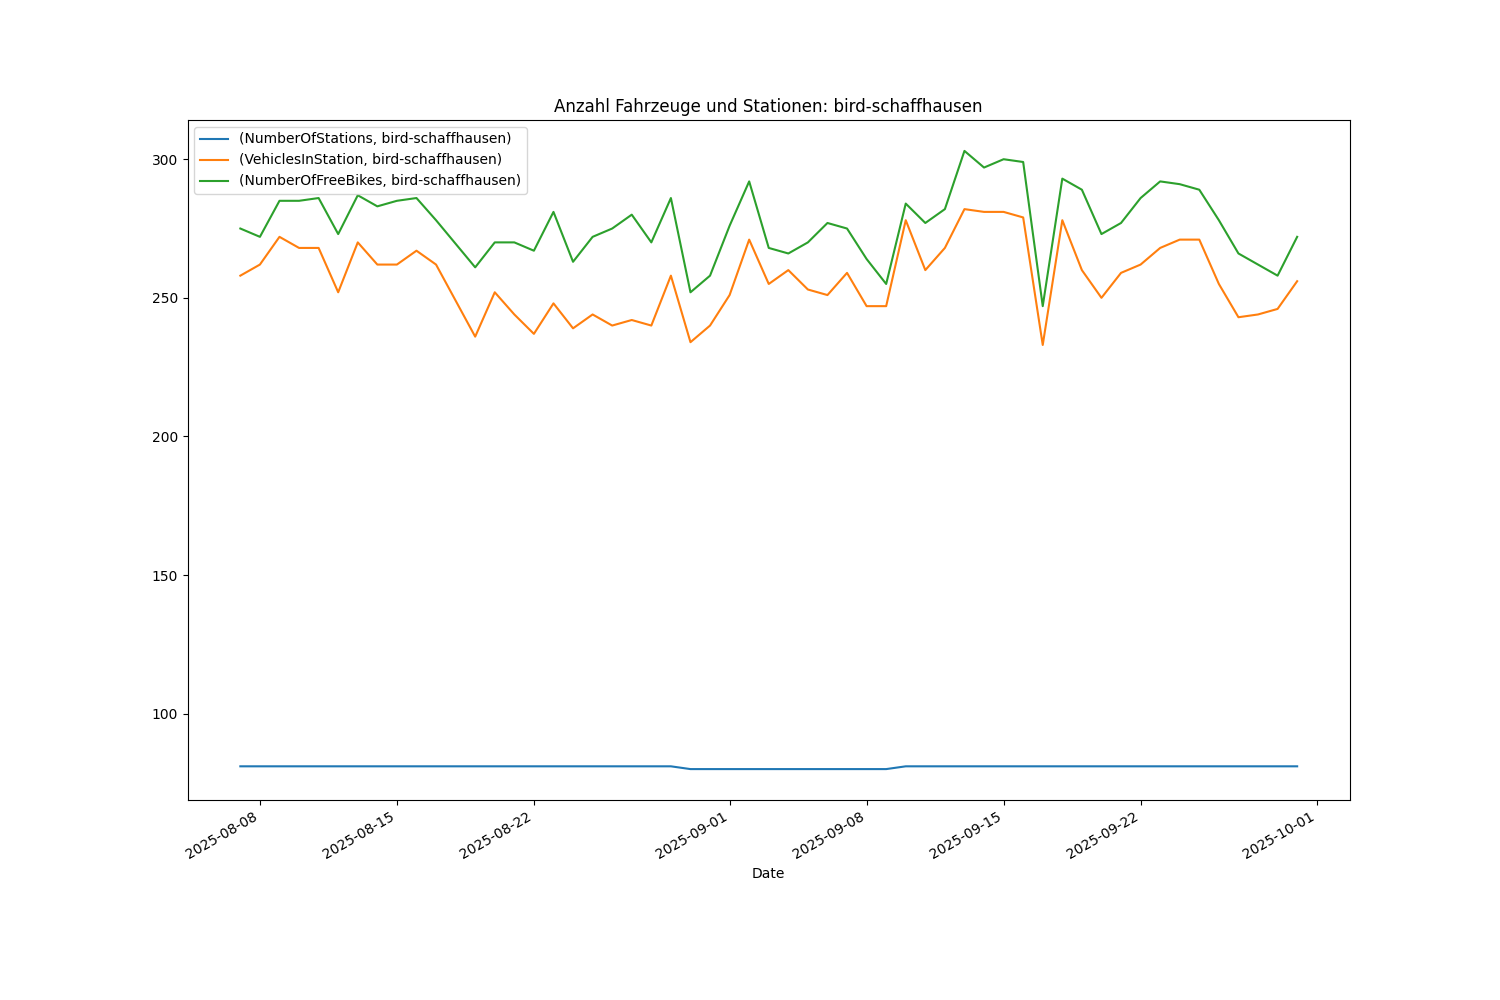 Anzahl Fahrzeuge und Stationen: bird-schaffhausen
(NumberOfStations, bird-schaffhausen)
(VehiclesInStation, bird-schaffhausen)
(NumberOfFreeBikes, bird-schaffhausen)
300
250
200
150
100
2025-08-08
2025-08-15
2025-08-22
2025-09-01
2025-09-08
2025-09-15
2025-09-22
2025-10-01
Date